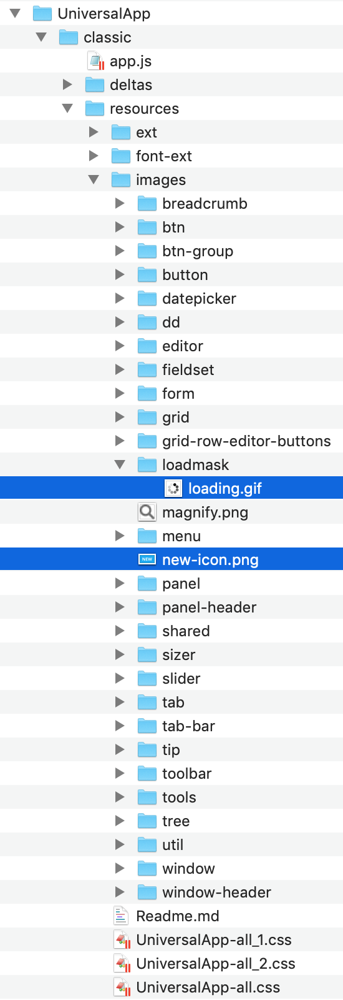 UniversalApp
classic
app.js
deltas
resources
ext
font-ext
images
breadcrumb
btn
btn-group
button
datepicker
dd
editor
fieldset
form
grid
grid-row-editor-buttons
loadmask
loading.gif
magnify.png
menu
NEW new-icon.png
panel
panel-header
shared
sizer
slider
tab
tab-bar
tip
toolbar
tools
tree
util
window
window-header
Readme.md
UniversalApp-all_1.css
UniversalApp-all_2.css
UniversalApp-all.css